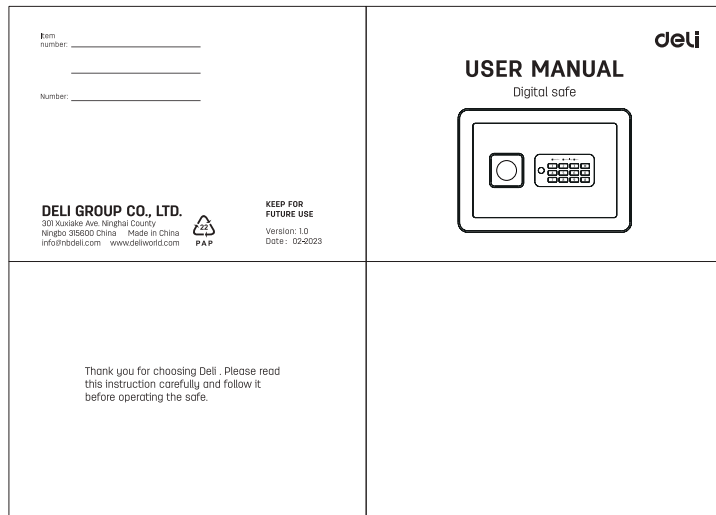 Item
number:
Number:
DELI GROUP CO., LTD.
301 Xuxiake Ave. Ninghai County
Ningbo 315600 China Made in China
info@nbdeli.com www.deliworld.com
22
PAP
KEEP FOR
FUTURE USE
Version: 1.0
Date: 02-2023
deli
USER MANUAL
Digital safe
Thank you for choosing Deli . Please read
this instruction carefully and follow it
before operating the safe.